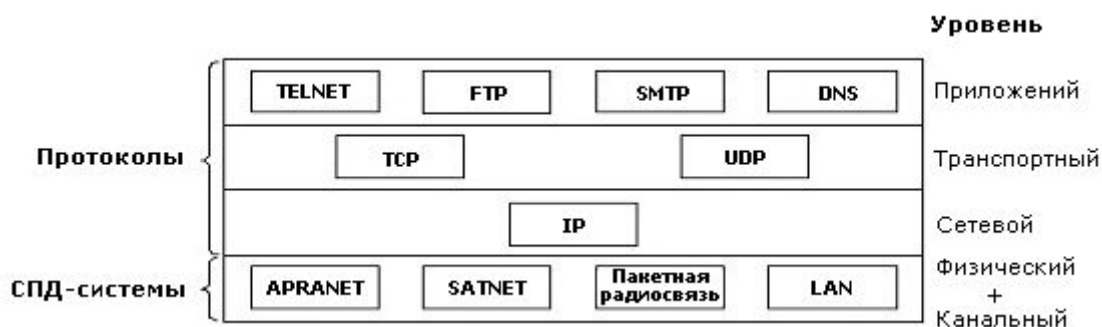 Уровень
TELNET FTP SMTP DNS Приложений
Протоколы TCP UDP Транспортный
IP Сетевой
СПД-системы APRANET SATNET Пакетная радиосвязь LAN Физический
+
Канальный